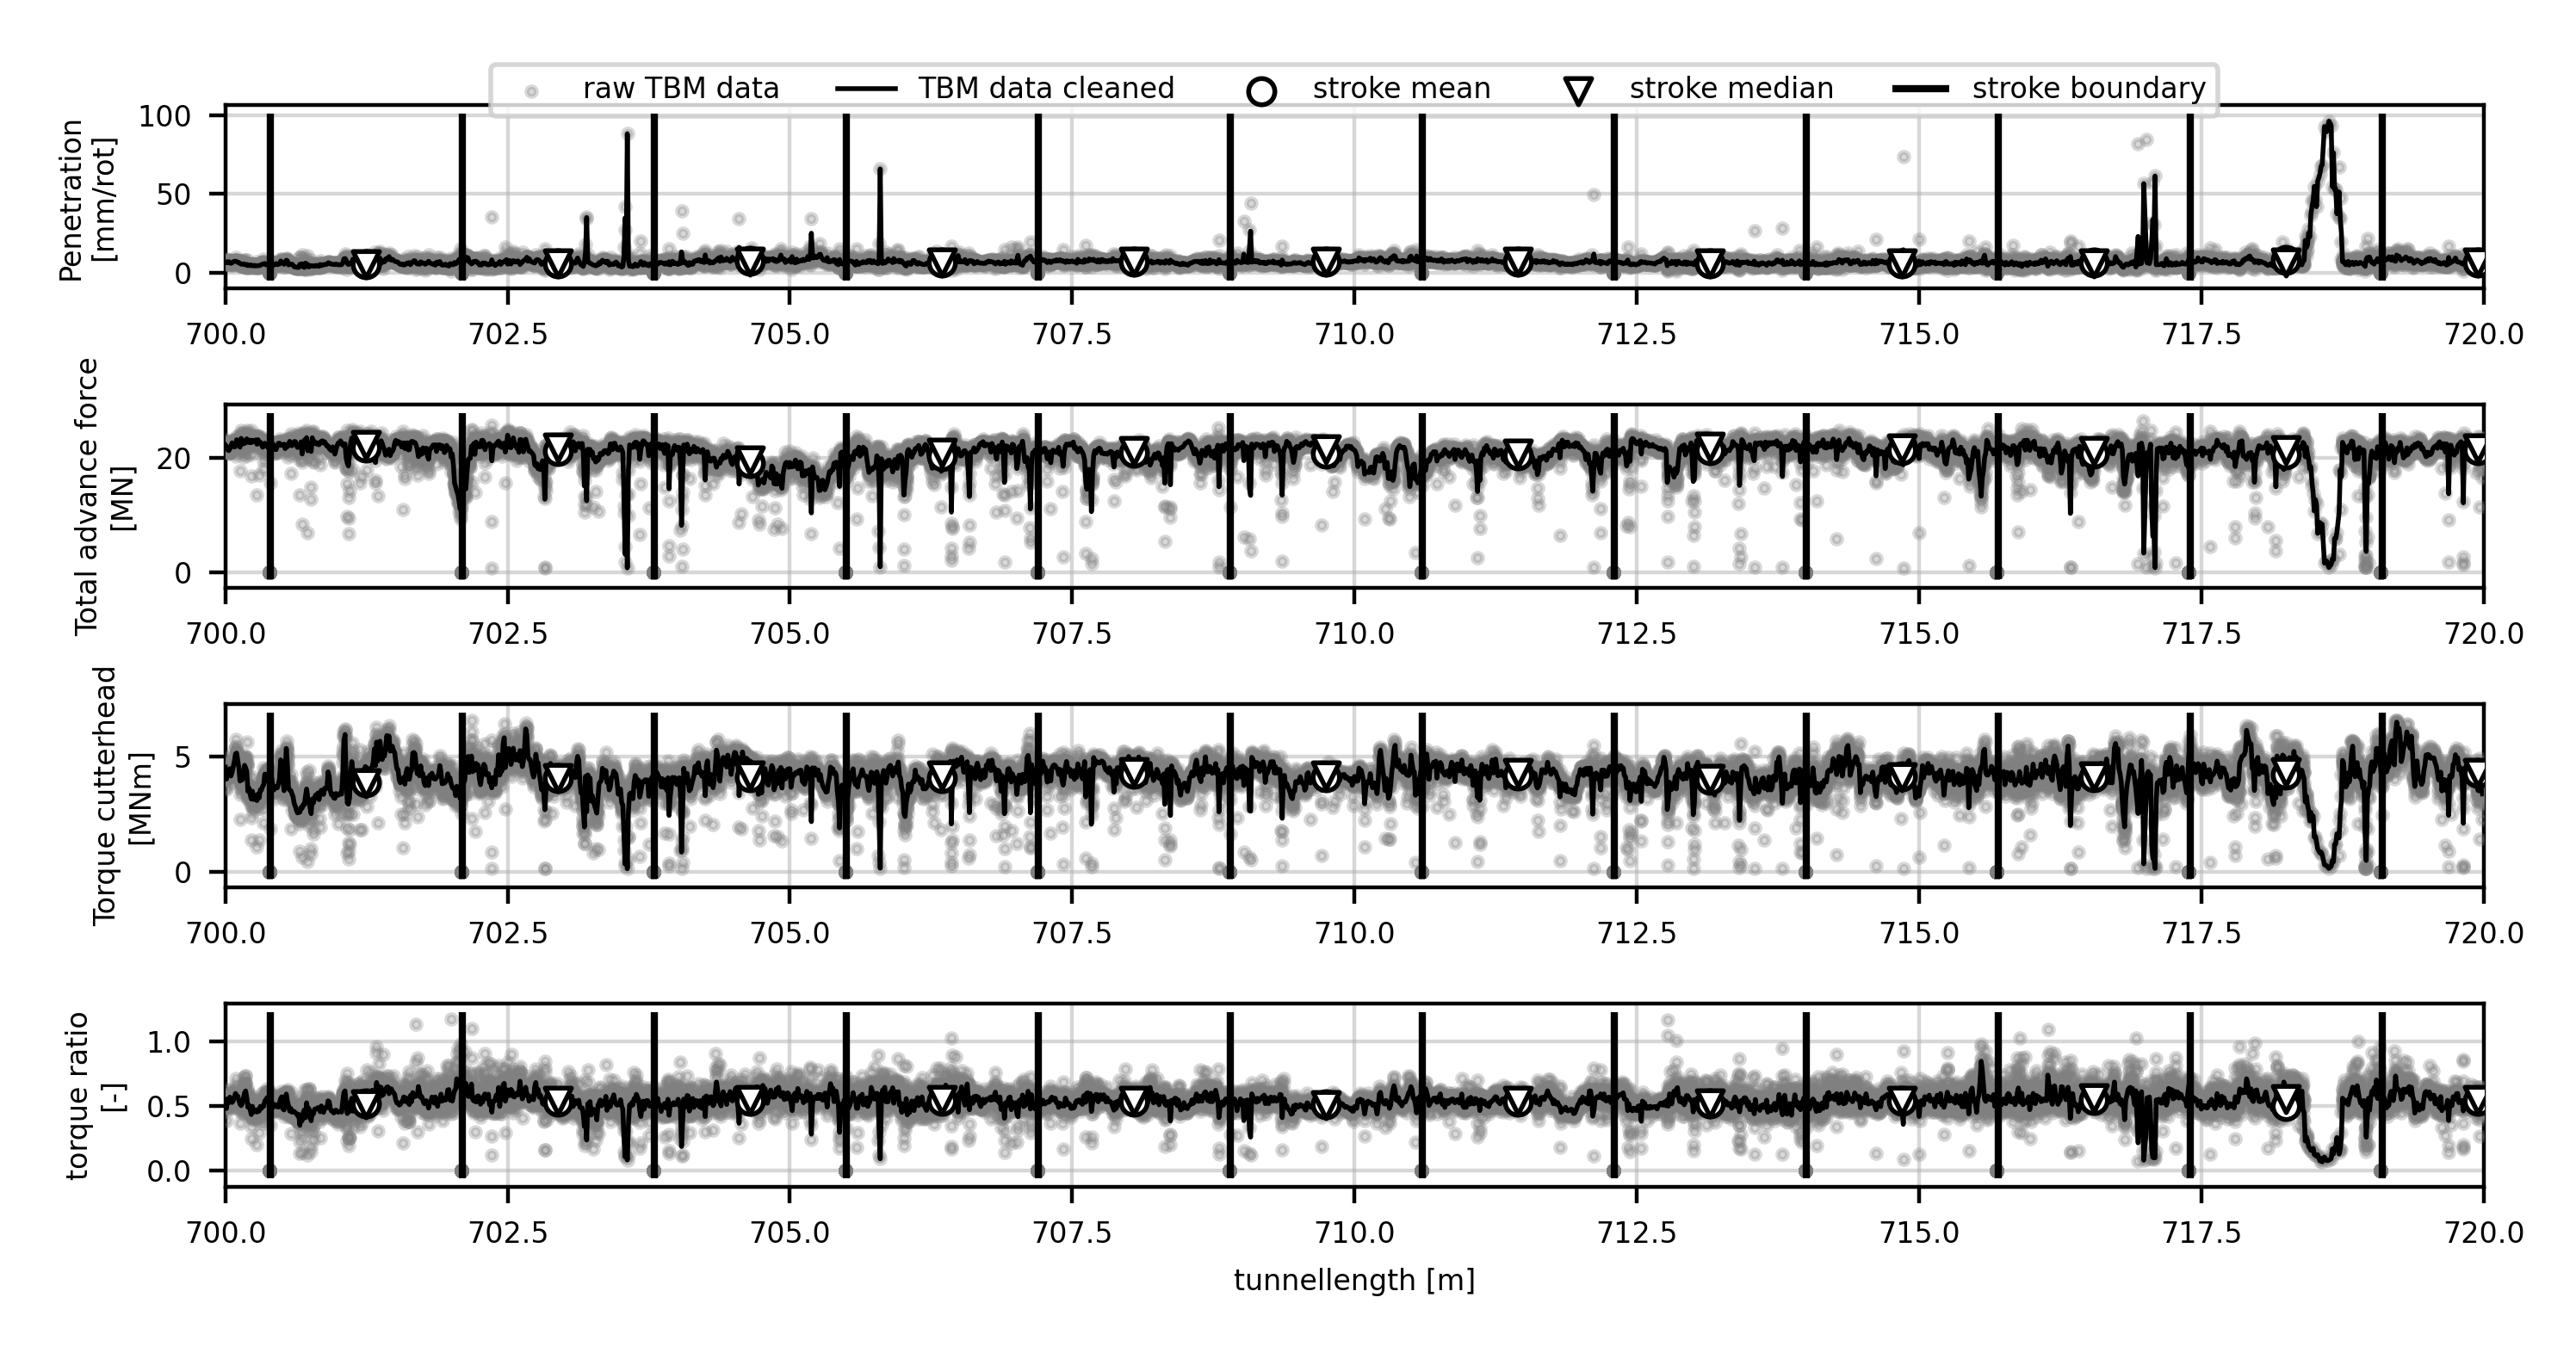 raw TBM data TBM data cleaned stroke mean stroke median stroke boundary
Penetration
[mm/rot]
100
50
0
700.0 702.5 705.0 707.5 710.0 712.5 715.0 717.5 720.0
Total advance force
[MN]
20
0
700.0 702.5 705.0 707.5 710.0 712.5 715.0 717.5 720.0
Torque cutterhead
[MNm]
5
0
700.0 702.5 705.0 707.5 710.0 712.5 715.0 717.5 720.0
torque ratio
[-]
1.0
0.5
0.0
700.0 702.5 705.0 707.5 710.0 712.5 715.0 717.5 720.0
tunnellength [m]